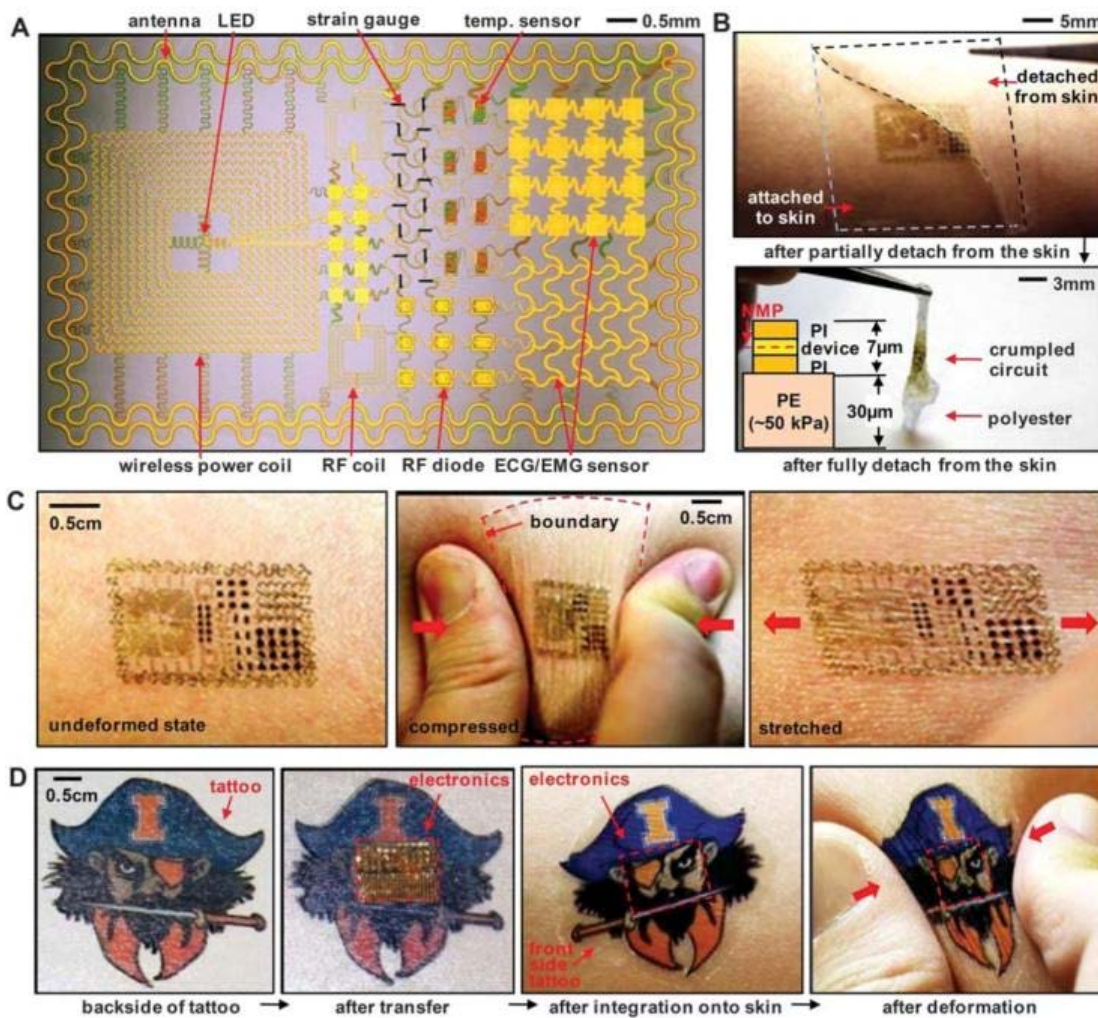 A
antenna
LED
strain gauge
temp. sensor
0.5mm
wireless power coil
RF coil
RF diode
ECG/EMG sensor
B
5mm
detached
from skin
attached
to skin
after partially detach from the skin
3mm
NMP
PI
device
PI
7µm
PE
(~50 kPa)
30µm
crumpled
circuit
polyester
after fully detach from the skin
C
0.5cm
undeformed state
boundary
0.5cm
compressed
stretched
D
0.5cm
tattoo
I
backside of tattoo
electronics
I
after transfer
electronics
I
front
side
tattoo
after integration onto skin
I
after deformation